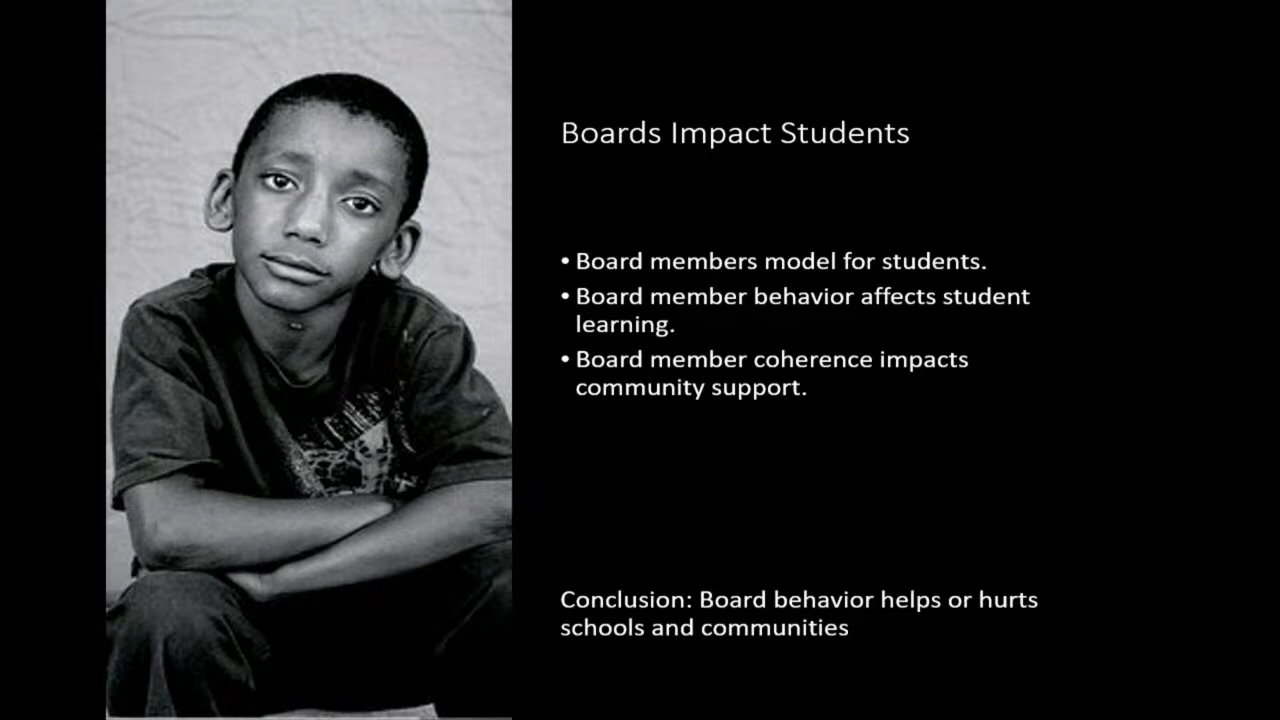 Boards Impact Students
• Board members model for students.
• Board member behavior affects student
learning.
• Board member coherence impacts
community support.
Conclusion: Board behavior helps or hurts
schools and communities